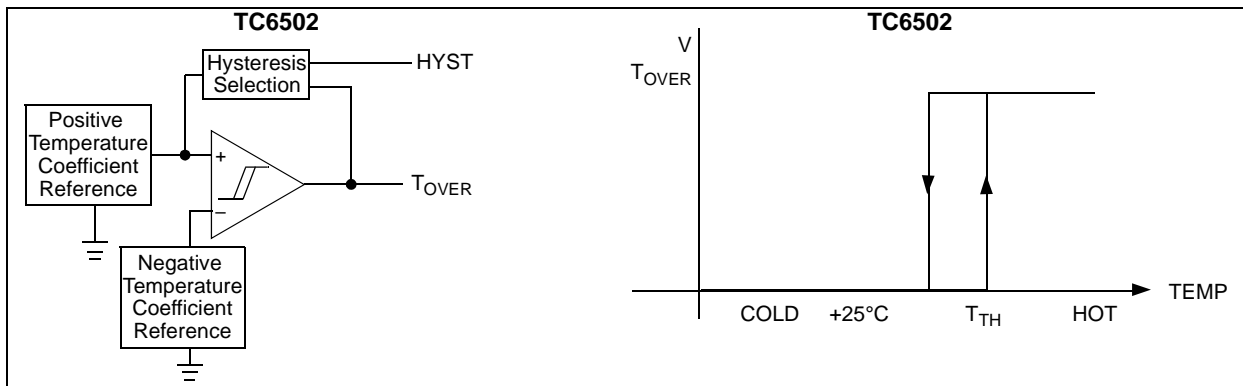 TC6502
Hysteresis
Selection
HYST
Positive
Temperature
Coefficient
Reference
+
−
TOVER
Negative
Temperature
Coefficient
Reference
TC6502
V
TOVER
TEMP
COLD +25°C TTH HOT